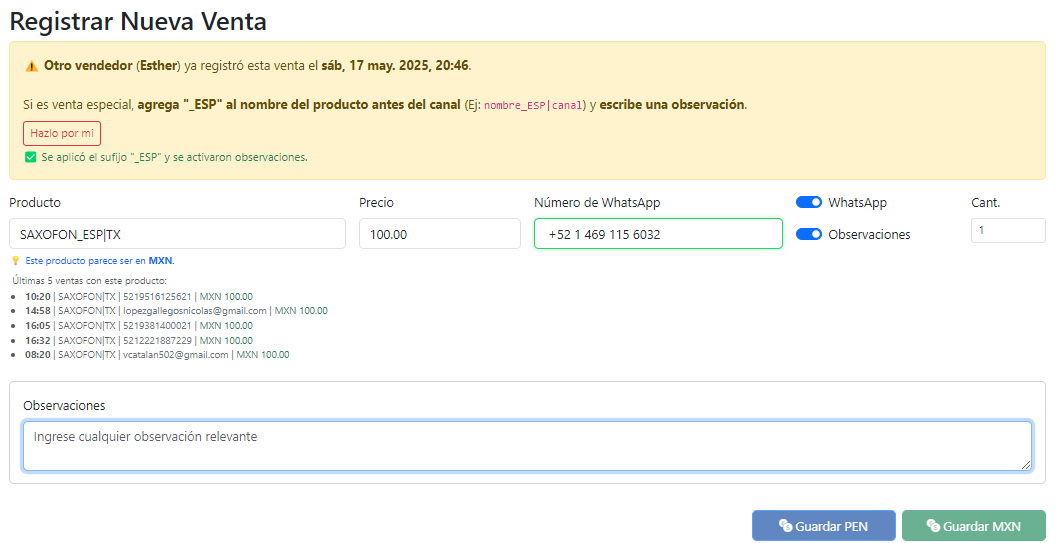 Registrar Nueva Venta
⚠️ Otro vendedor (Esther) ya registró esta venta el sáb, 17 may. 2025, 20:46.
Si es venta especial, agrega "_ESP" al nombre del producto antes del canal (Ej: nombre_ESP|canal) y escribe una observación.
Hazlo por mi
✅ Se aplicó el sufijo "_ESP" y se activaron observaciones.
Producto
Precio
Número de WhatsApp
WhatsApp
Cant.
SAXOFON_ESP|TX
100.00
+52 1 469 115 6032
Observaciones
1
💡 Este producto parece ser en MXN.
Últimas 5 ventas con este producto:
• 10:20 | SAXOFON|TX | 5219516125621 | MXN 100.00
• 14:58 | SAXOFON|TX | lopezgallegosnicolas@gmail.com | MXN 100.00
• 16:05 | SAXOFON|TX | 5219381400021 | MXN 100.00
• 16:32 | SAXOFON|TX | 5212221887229 | MXN 100.00
• 08:20 | SAXOFON|TX | vcatalan502@gmail.com | MXN 100.00
Observaciones
Ingrese cualquier observación relevante
Guardar PEN
Guardar MXN